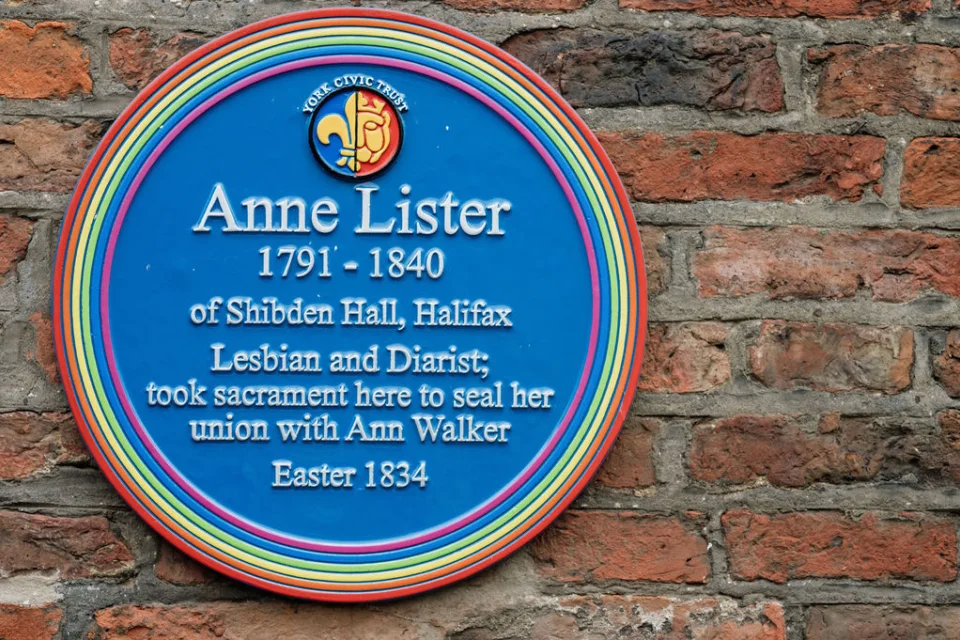 YORK CIVIC TRUST
Anne Lister
1791 - 1840
of Shibden Hall, Halifax
Lesbian and Diarist;
took sacrament here to seal her
union with Ann Walker
Easter 1834